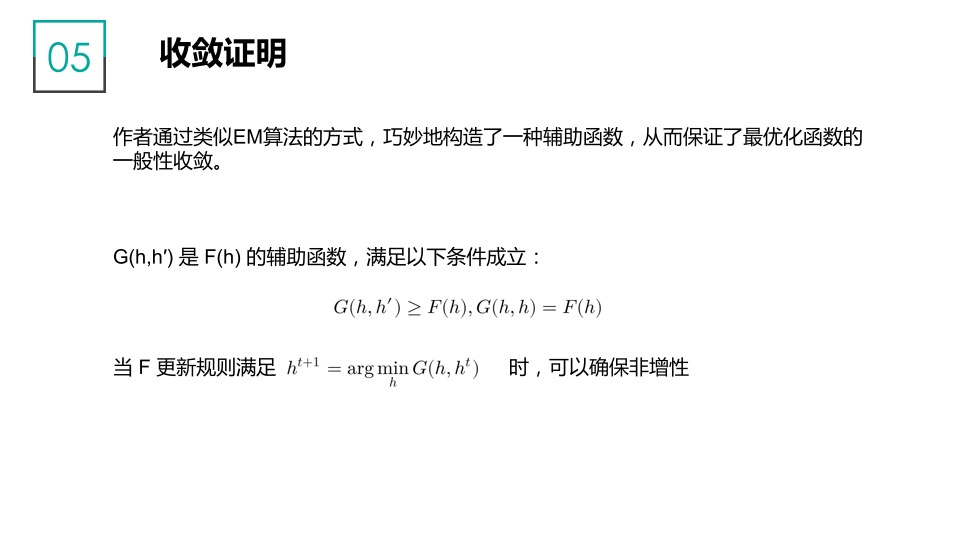 05
收敛证明
作者通过类似EM算法的方式，巧妙地构造了一种辅助函数，从而保证了最优化函数的
一般性收敛。
G(h,h′) 是 F(h) 的辅助函数，满足以下条件成立：
G(h, h′) ≥ F(h), G(h, h) = F(h)
当 F 更新规则满足 h^{t+1} = arg min_h G(h, h^t) 时，可以确保非增性